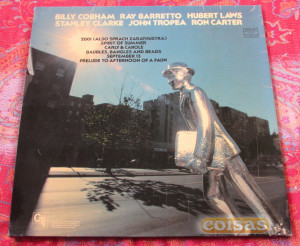 BILLY COBHAM RAY BARRETTO HUBERT LAWS
STANLEY CLARKE JOHN TROPEA RON CARTER
2001 (ALSO SPRACH ZARATHUSTRA)
SPIRIT OF SUMMER
CARLY & CAROLE
BAUBLES, BANGLES AND BEADS
SEPTEMBER 13
PRELUDE TO AFTERNOON OF A FAUN
CTI
coisas